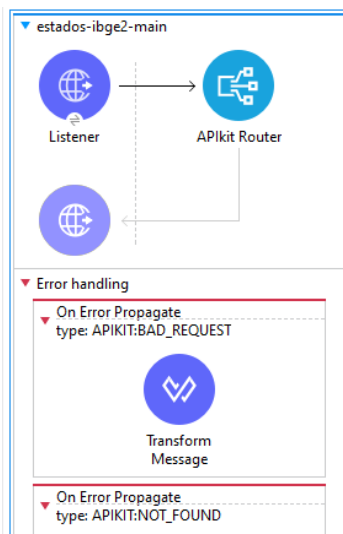 estados-ibge2-main
Listener
APIkit Router
Error handling
On Error Propagate
type: APIKIT:BAD_REQUEST
Transform
Message
On Error Propagate
type: APIKIT:NOT_FOUND